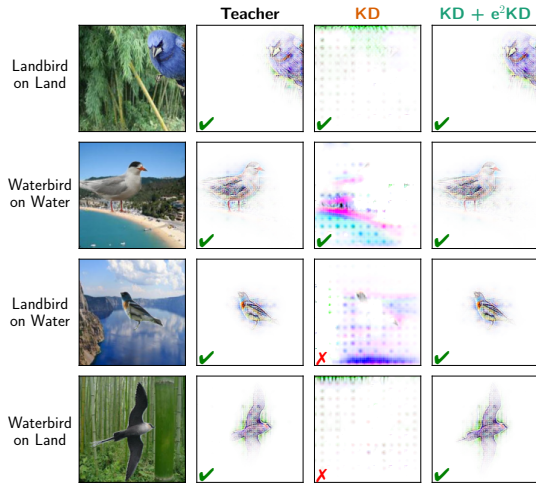 Teacher KD KD + e²KD
Landbird
on Land
✔ ✔ ✔
Waterbird
on Water
✔ ✔ ✔
Landbird
on Water
✔ ✗ ✔
Waterbird
on Land
✔ ✗ ✔